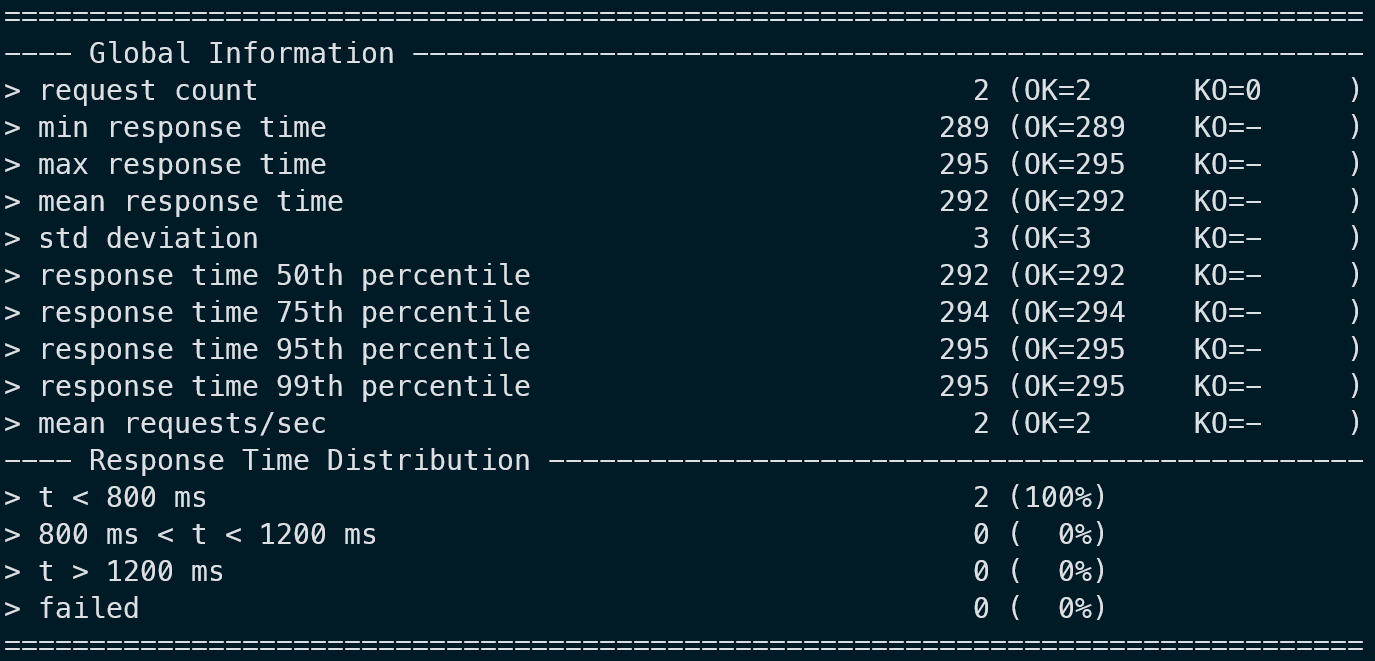 ================================================================================
---- Global Information --------------------------------------------------------
> request count                                          2 (OK=2      KO=0     )
> min response time                                    289 (OK=289    KO=-     )
> max response time                                    295 (OK=295    KO=-     )
> mean response time                                   292 (OK=292    KO=-     )
> std deviation                                          3 (OK=3      KO=-     )
> response time 50th percentile                        292 (OK=292    KO=-     )
> response time 75th percentile                        294 (OK=294    KO=-     )
> response time 95th percentile                        295 (OK=295    KO=-     )
> response time 99th percentile                        295 (OK=295    KO=-     )
> mean requests/sec                                      2 (OK=2      KO=-     )
---- Response Time Distribution ------------------------------------------------
> t < 800 ms                                             2 (100%)
> 800 ms < t < 1200 ms                                   0 (  0%)
> t > 1200 ms                                            0 (  0%)
> failed                                                 0 (  0%)
================================================================================